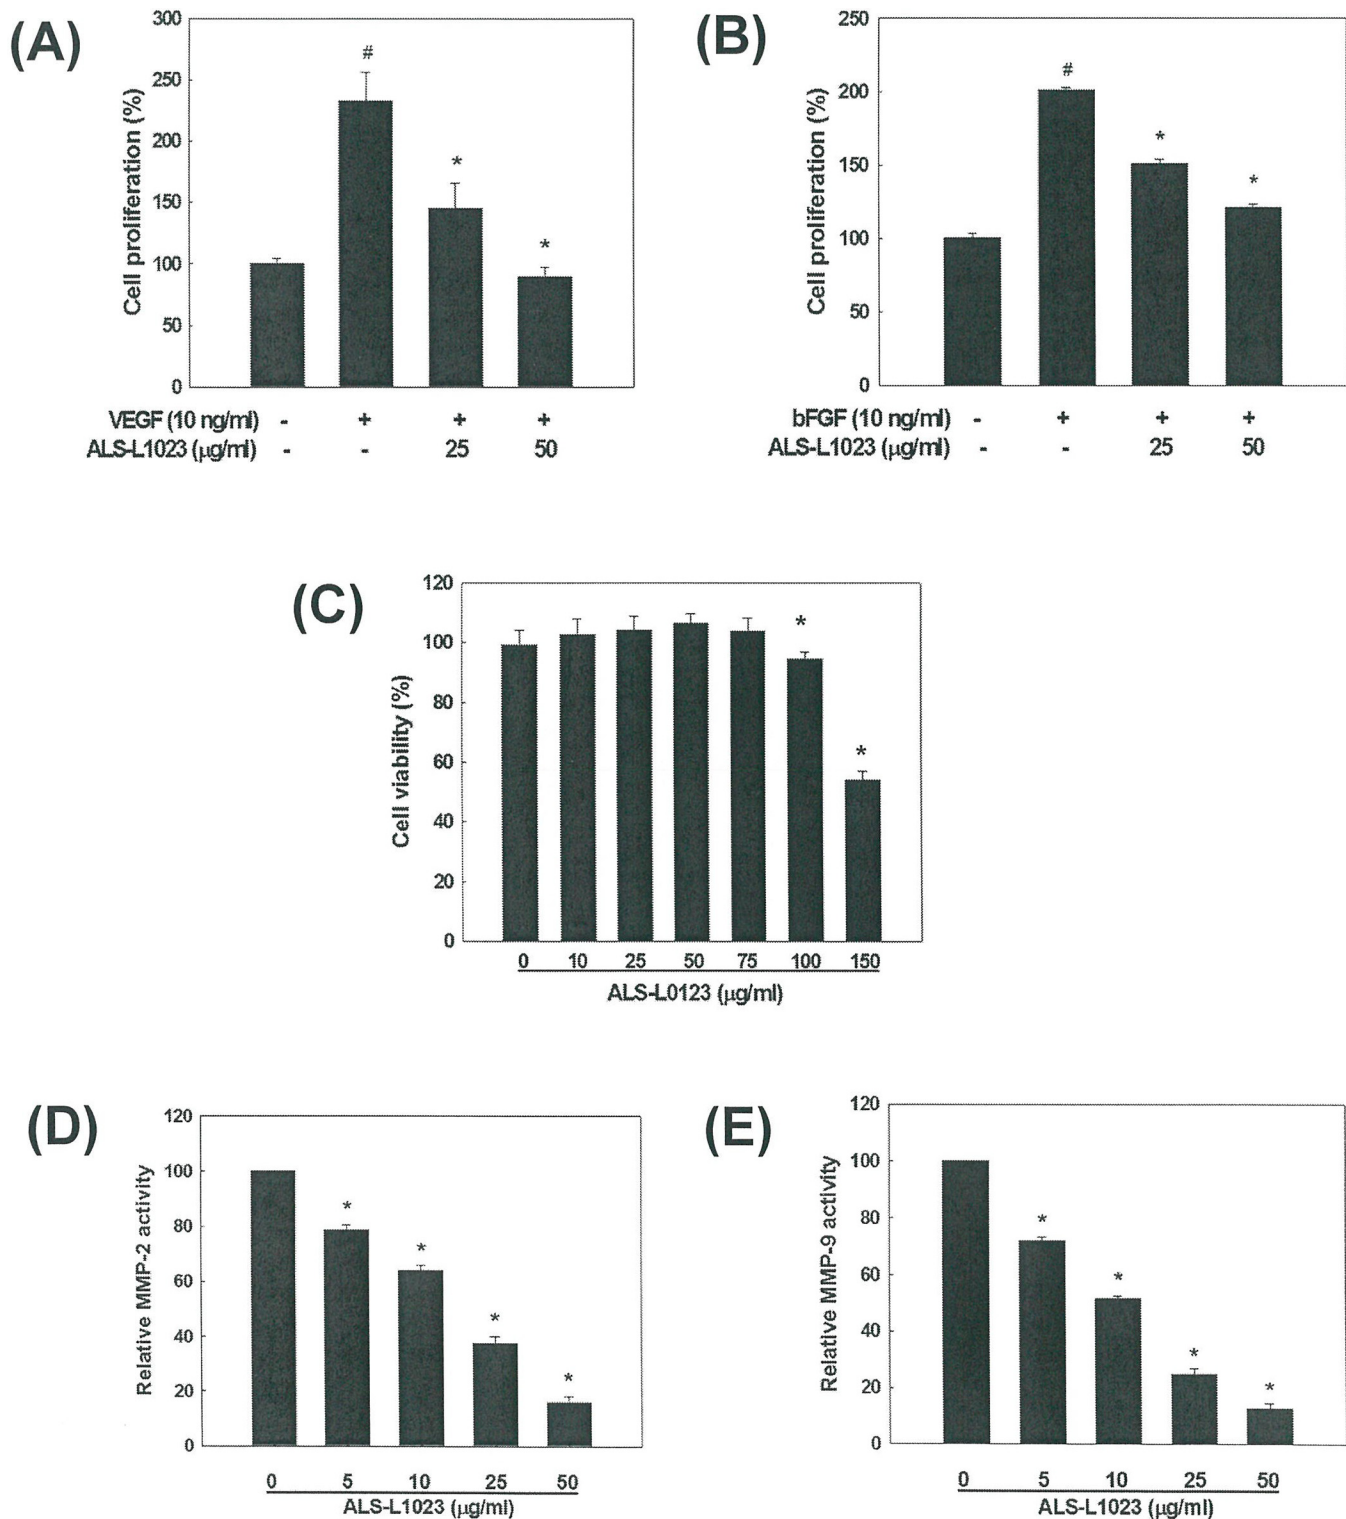 (A)
Cell proliferation (%)
300
250
200
150
100
50
0
#
*
*
VEGF (10 ng/ml) - + + +
ALS-L1023 (μg/ml) - - 25 50
(B)
Cell proliferation (%)
250
200
150
100
50
0
#
*
*
bFGF (10 ng/ml) - + + +
ALS-L1023 (μg/ml) - - 25 50
(C)
Cell viability (%)
120
100
80
60
40
20
0
*
*
0 10 25 50 75 100 150
ALS-L0123 (μg/ml)
(D)
Relative MMP-2 activity
120
100
80
60
40
20
0
*
*
*
*
0 5 10 25 50
ALS-L1023 (μg/ml)
(E)
Relative MMP-9 activity
120
100
80
60
40
20
0
*
*
*
*
0 5 10 25 50
ALS-L1023 (μg/ml)